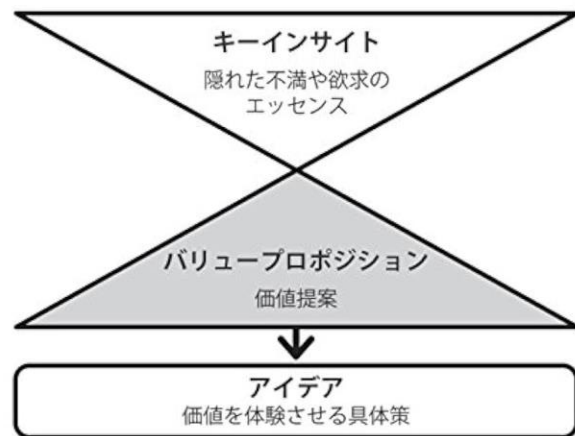 キーインサイト
隠れた不満や欲求の
エッセンス
バリュープロポジション
価値提案
アイデア
価値を体験させる具体策